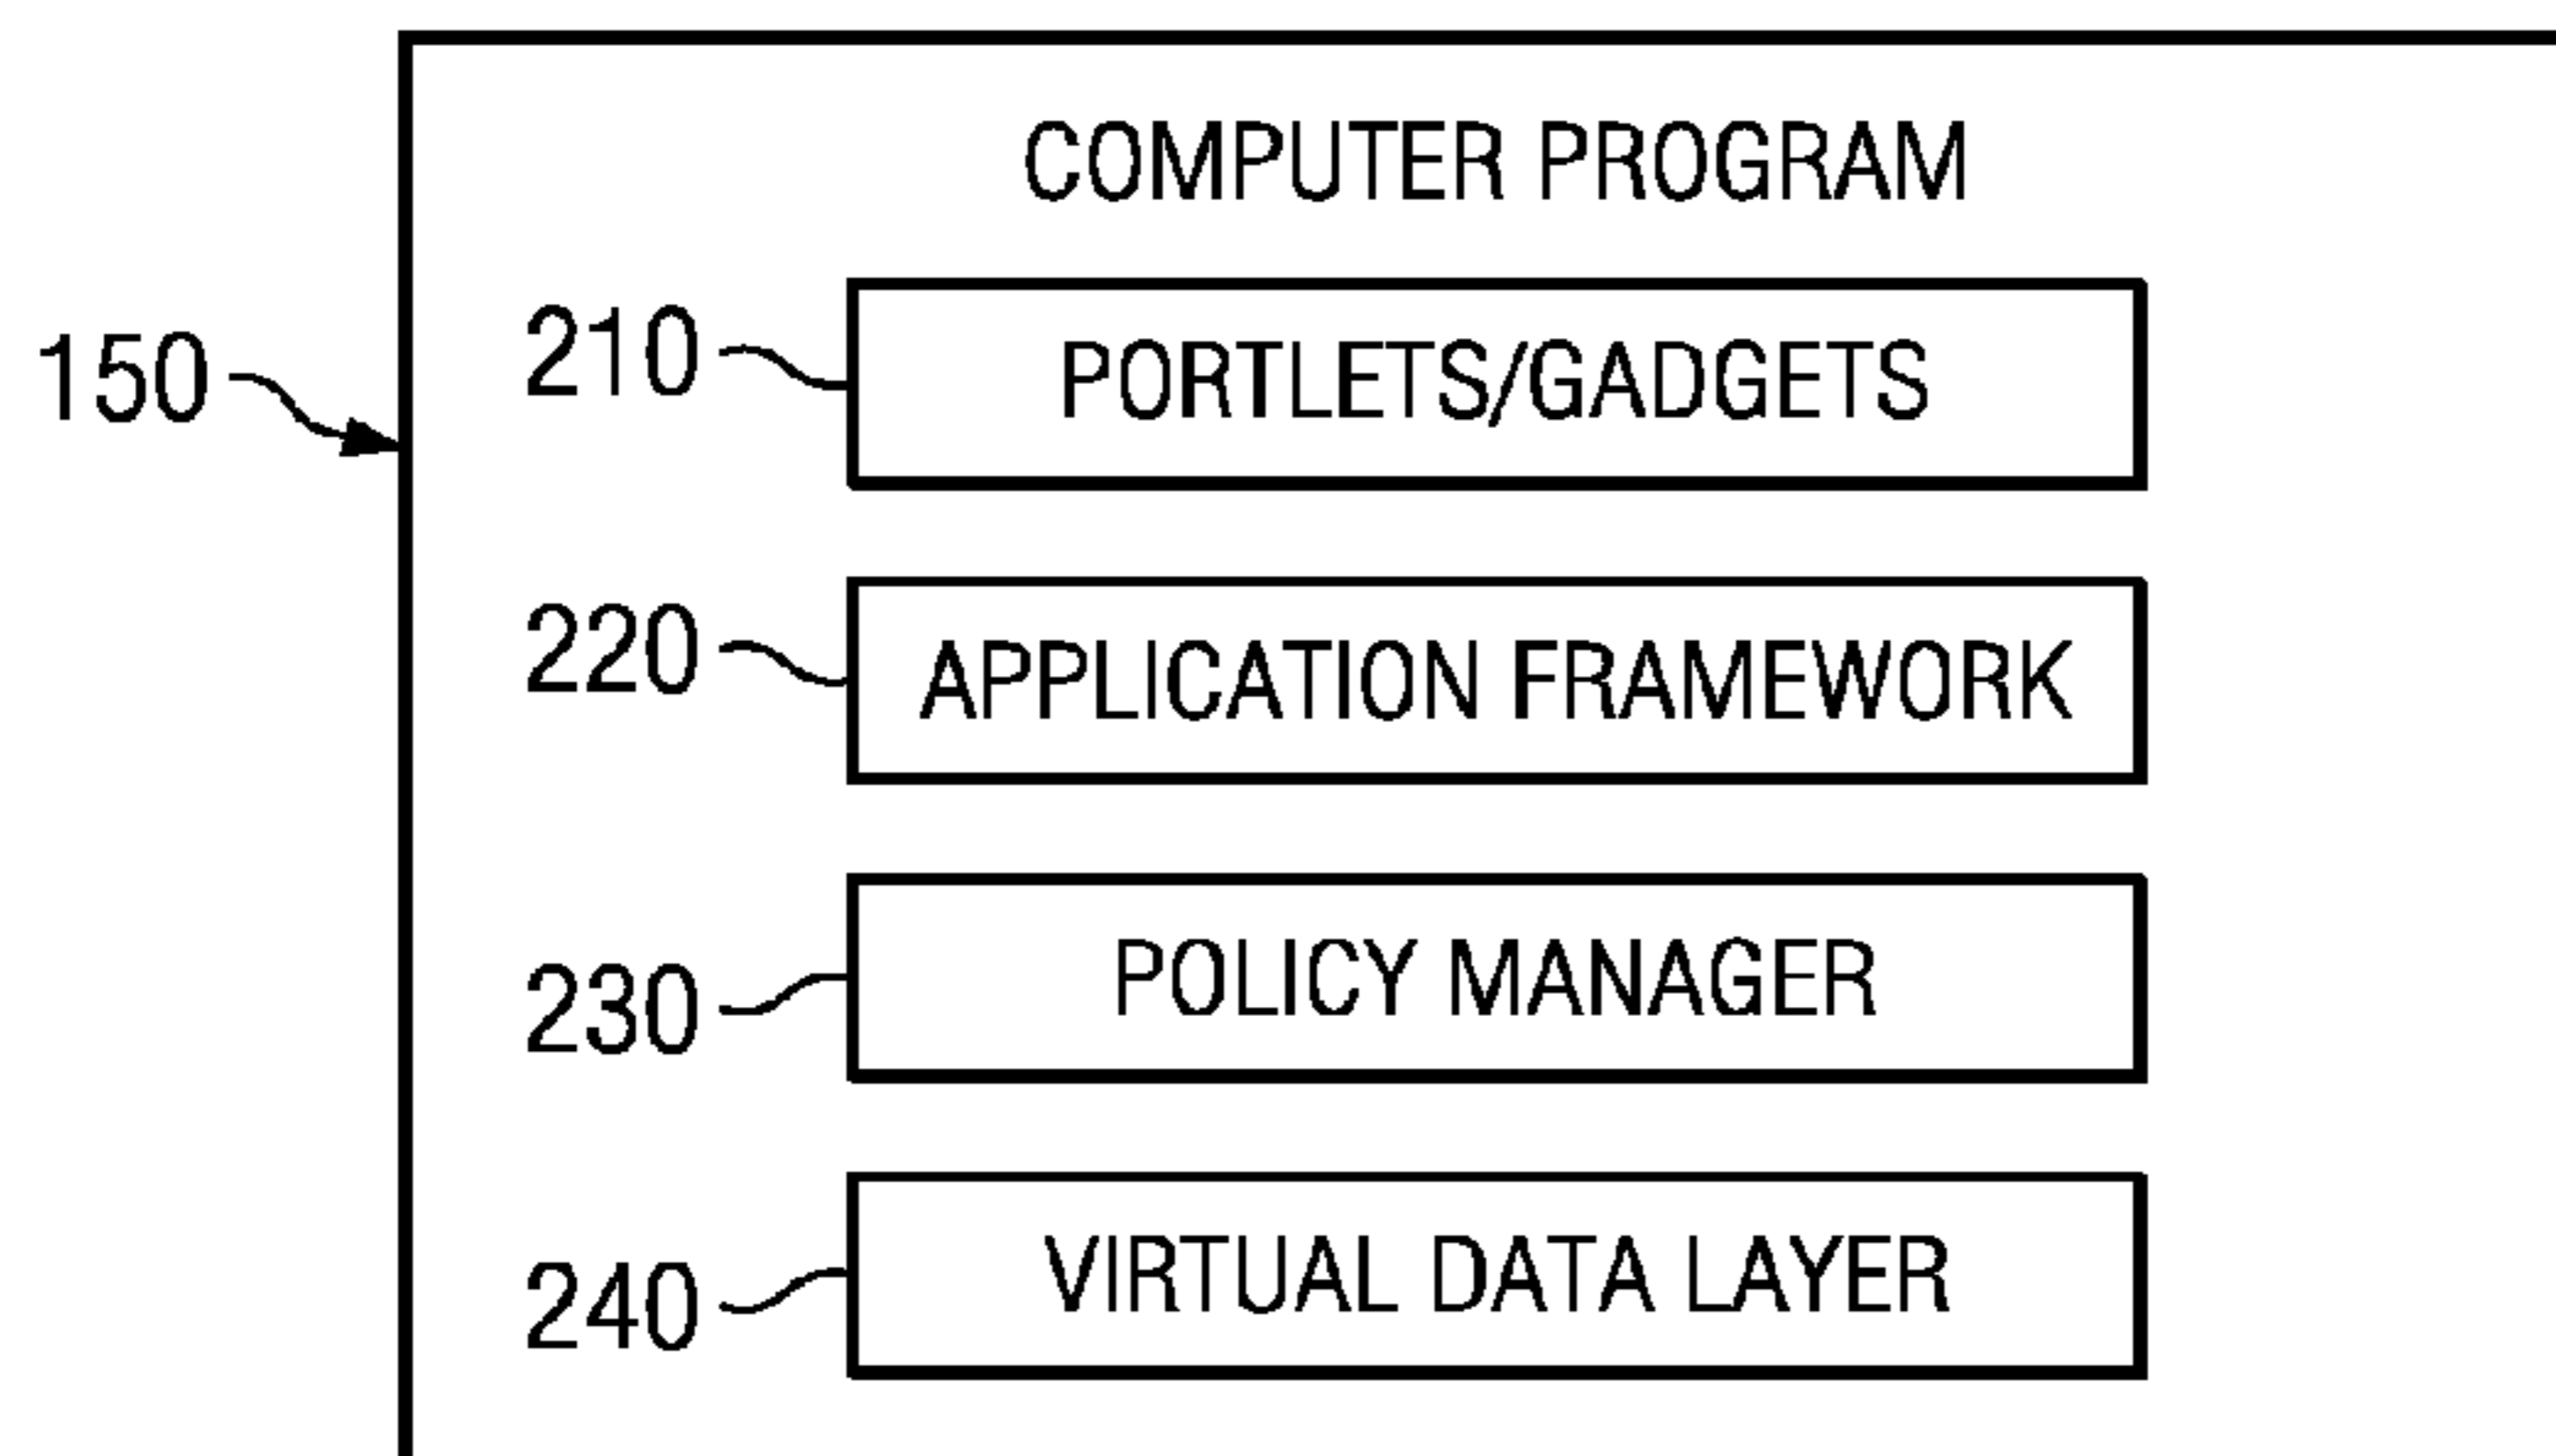 COMPUTER PROGRAM
150
210 PORTLETS/GADGETS
220 APPLICATION FRAMEWORK
230 POLICY MANAGER
240 VIRTUAL DATA LAYER